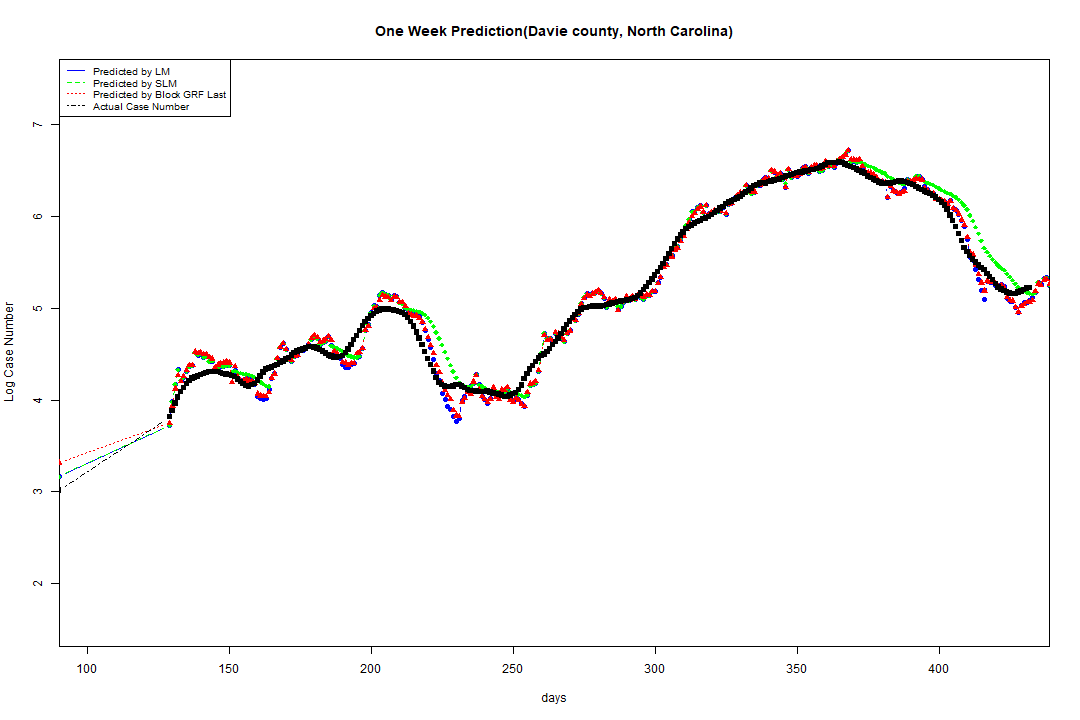 One Week Prediction(Davie county, North Carolina)
Predicted by LM
Predicted by SLM
Predicted by Block GRF Last
Actual Case Number
Log Case Number
7
6
5
4
3
2
100 150 200 250 300 350 400
days